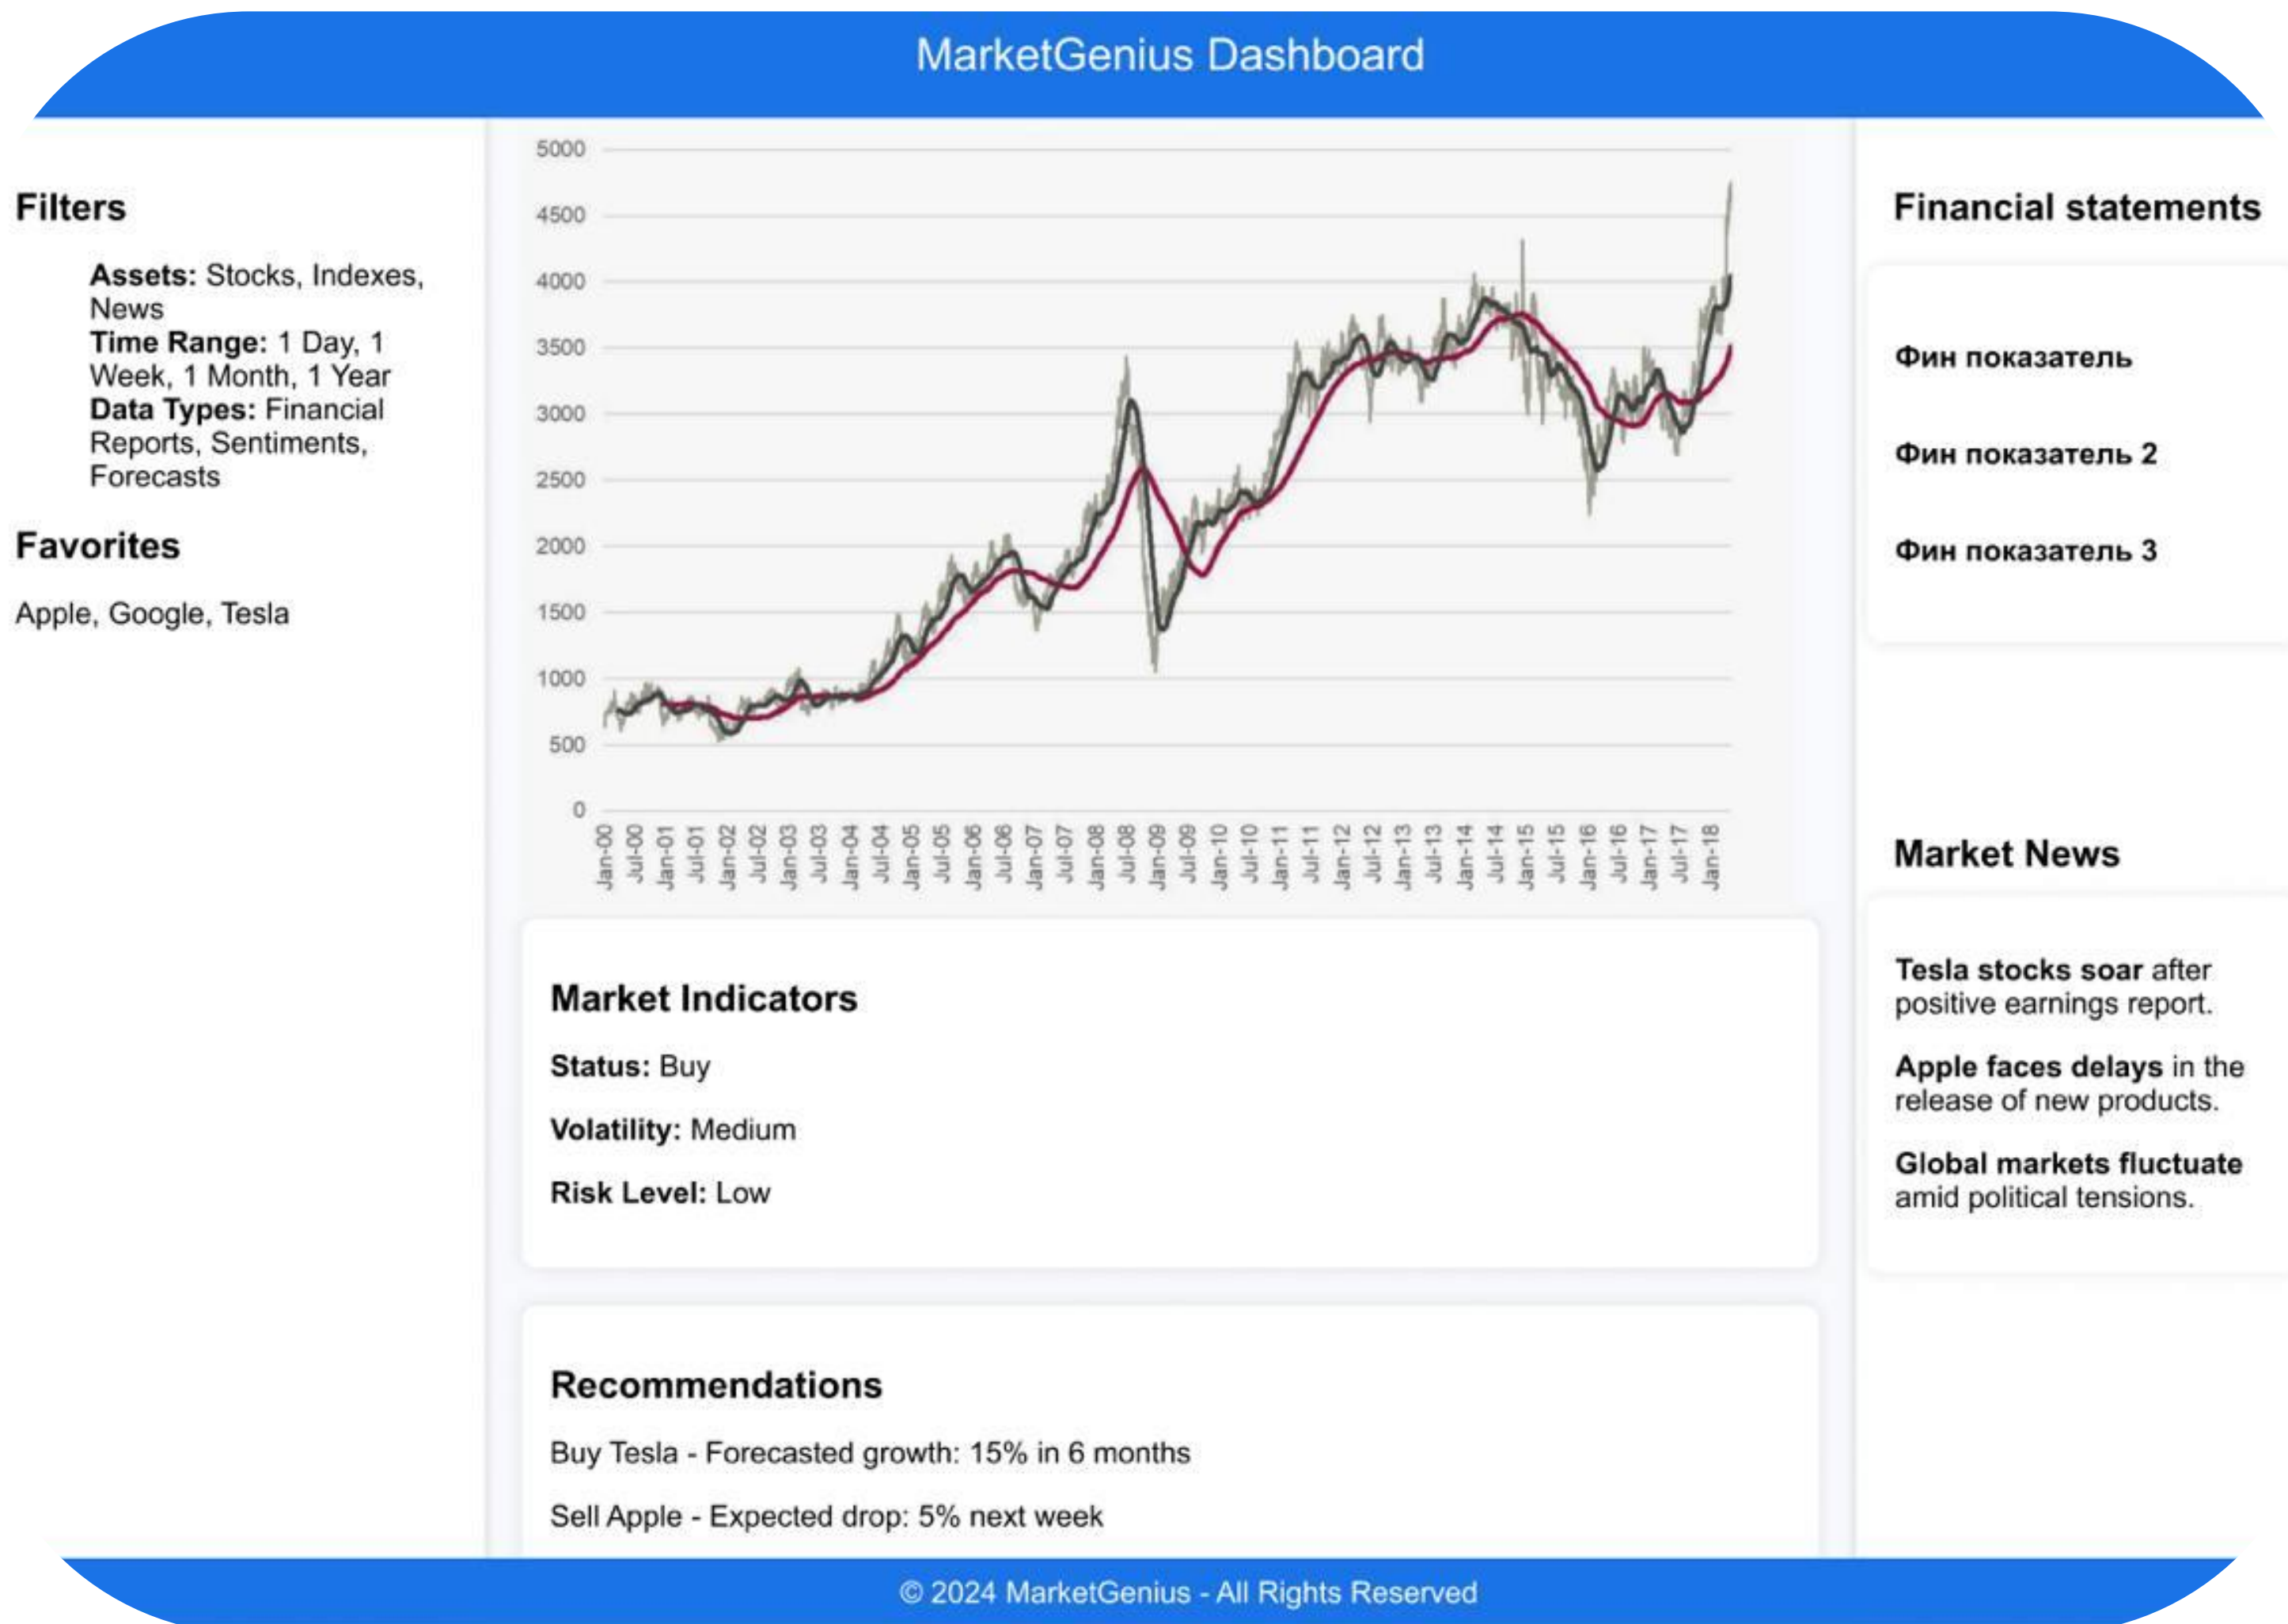 MarketGenius Dashboard
Filters
Assets: Stocks, Indexes,
News
Time Range: 1 Day, 1
Week, 1 Month, 1 Year
Data Types: Financial
Reports, Sentiments,
Forecasts
Favorites
Apple, Google, Tesla
5000
4500
4000
3500
3000
2500
2000
1500
1000
500
0
Jan-00
Jul-00
Jan-01
Jul-01
Jan-02
Jul-02
Jan-03
Jul-03
Jan-04
Jul-04
Jan-05
Jul-05
Jan-06
Jul-06
Jan-07
Jul-07
Jan-08
Jul-08
Jan-09
Jul-09
Jan-10
Jul-10
Jan-11
Jul-11
Jan-12
Jul-12
Jan-13
Jul-13
Jan-14
Jul-14
Jan-15
Jul-15
Jan-16
Jul-16
Jan-17
Jul-17
Jan-18
Market Indicators
Status: Buy
Volatility: Medium
Risk Level: Low
Recommendations
Buy Tesla - Forecasted growth: 15% in 6 months
Sell Apple - Expected drop: 5% next week
Financial statements
Фин показатель
Фин показатель 2
Фин показатель 3
Market News
Tesla stocks soar after
positive earnings report.
Apple faces delays in the
release of new products.
Global markets fluctuate
amid political tensions.
© 2024 MarketGenius - All Rights Reserved